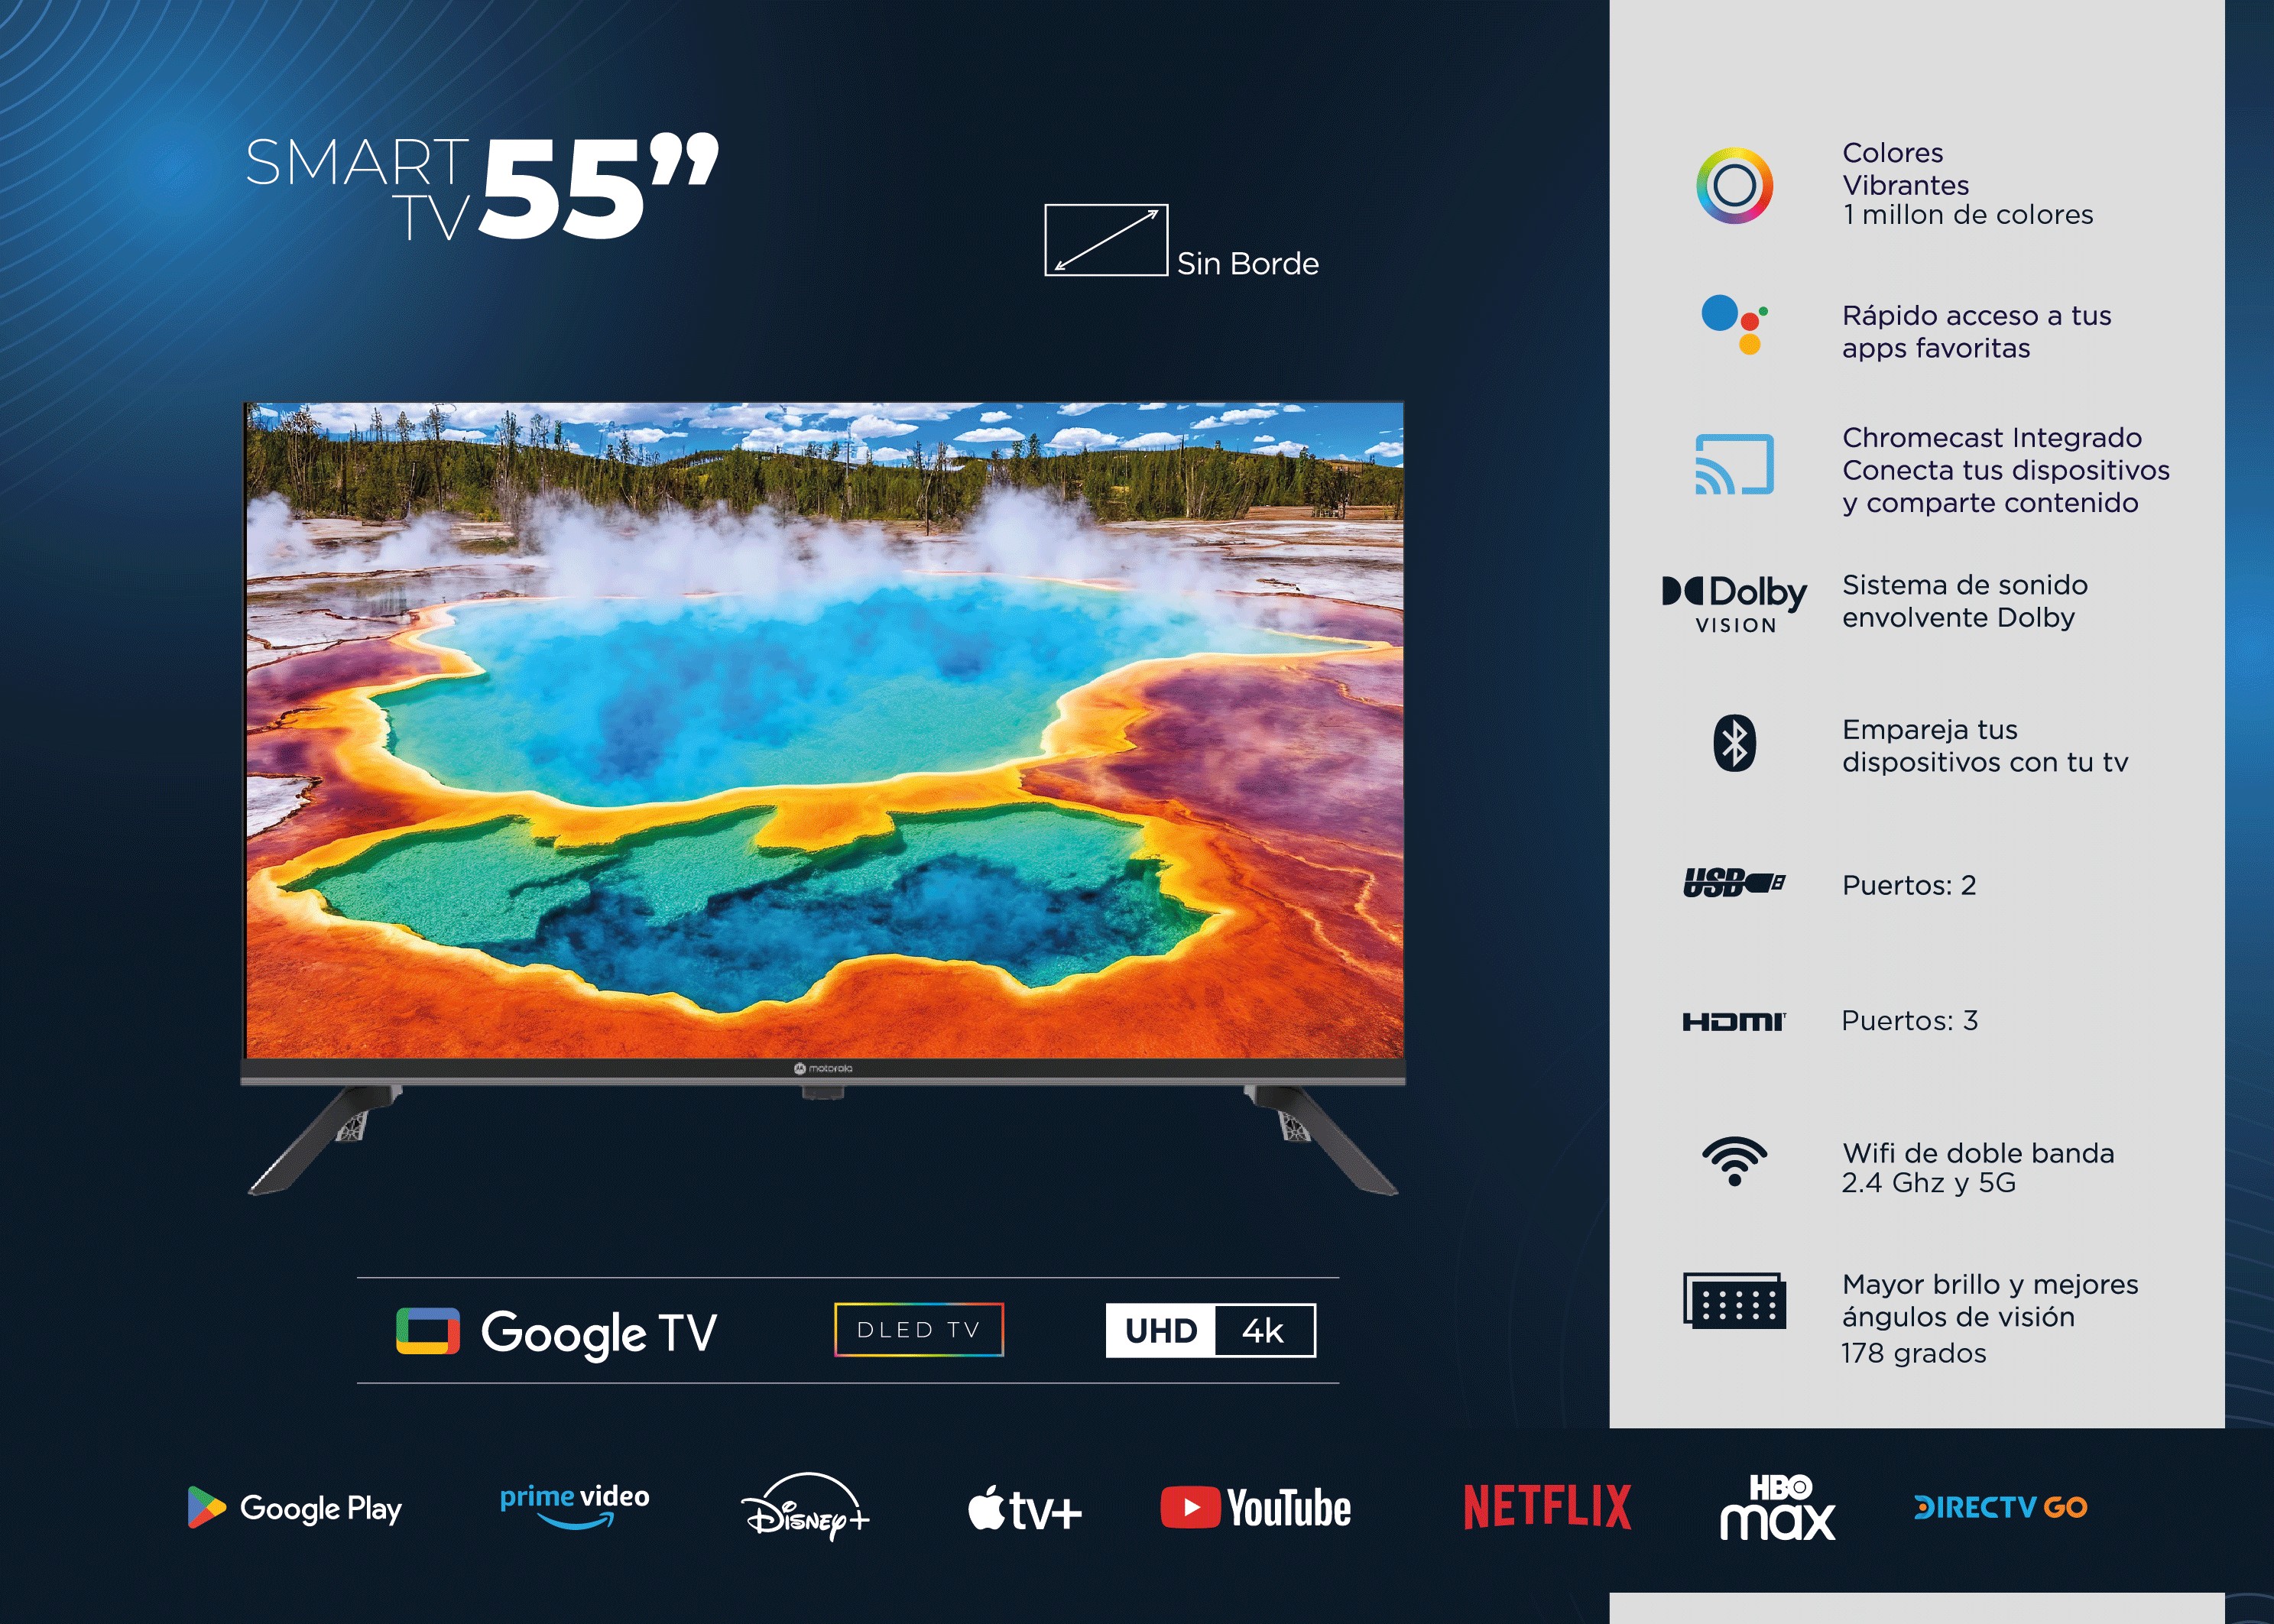 SMART
TV 55”
Sin Borde
motorola
Google TV
DLED TV
UHD 4k
Colores
Vibrantes
1 millon de colores
Rápido acceso a tus
apps favoritas
Chromecast Integrado
Conecta tus dispositivos
y comparte contenido
Dolby
VISION
Sistema de sonido
envolvente Dolby
Empareja tus
dispositivos con tu tv
USB
Puertos: 2
HDMI
Puertos: 3
Wifi de doble banda
2.4 Ghz y 5G
Mayor brillo y mejores
ángulos de visión
178 grados
Google Play
prime video
Disney+
tv+
YouTube
NETFLIX
HBO
max
DIRECTV GO